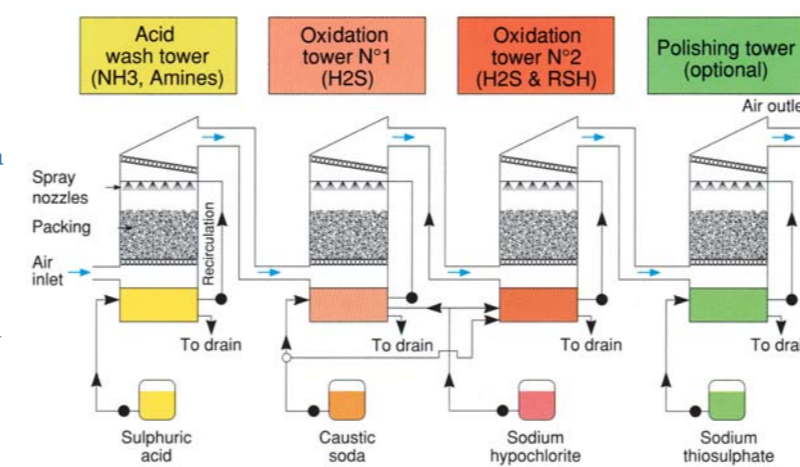 Acid
wash tower
(NH3, Amines)
Oxidation
tower N°1
(H2S)
Oxidation
tower N°2
(H2S & RSH)
Polishing tower
(optional)
Air outle
Spray
nozzles
Packing
Air
inlet
Recirculation
To drain
To drain
To drain
To drai
Sulphuric
acid
Caustic
soda
Sodium
hypochlorite
Sodium
thiosulphate